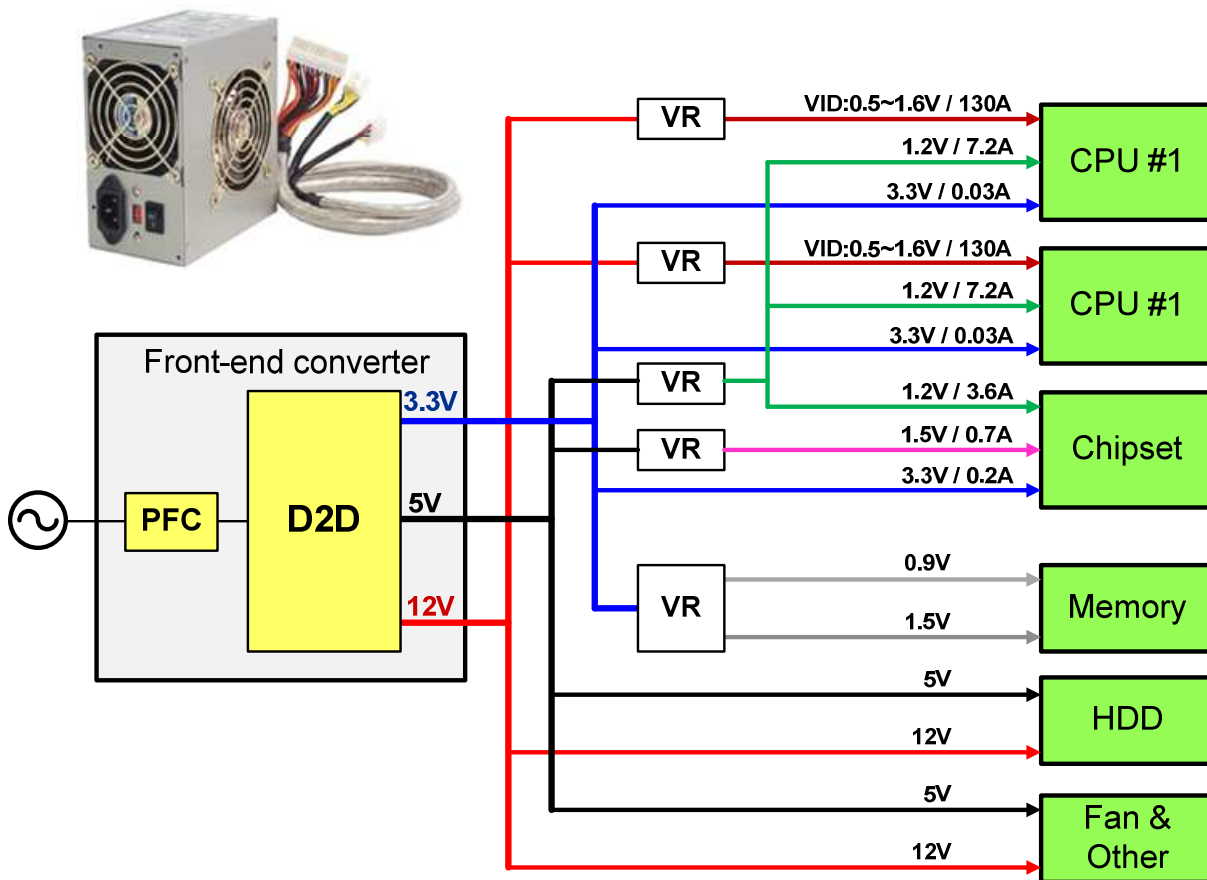 VR
VID:0.5~1.6V / 130A
1.2V / 7.2A
3.3V / 0.03A
CPU #1
VR
VID:0.5~1.6V / 130A
1.2V / 7.2A
3.3V / 0.03A
CPU #1
Front-end converter
3.3V
5V
12V
PFC
D2D
VR
1.2V / 3.6A
VR
1.5V / 0.7A
3.3V / 0.2A
Chipset
VR
0.9V
1.5V
Memory
5V
12V
HDD
5V
12V
Fan &
Other